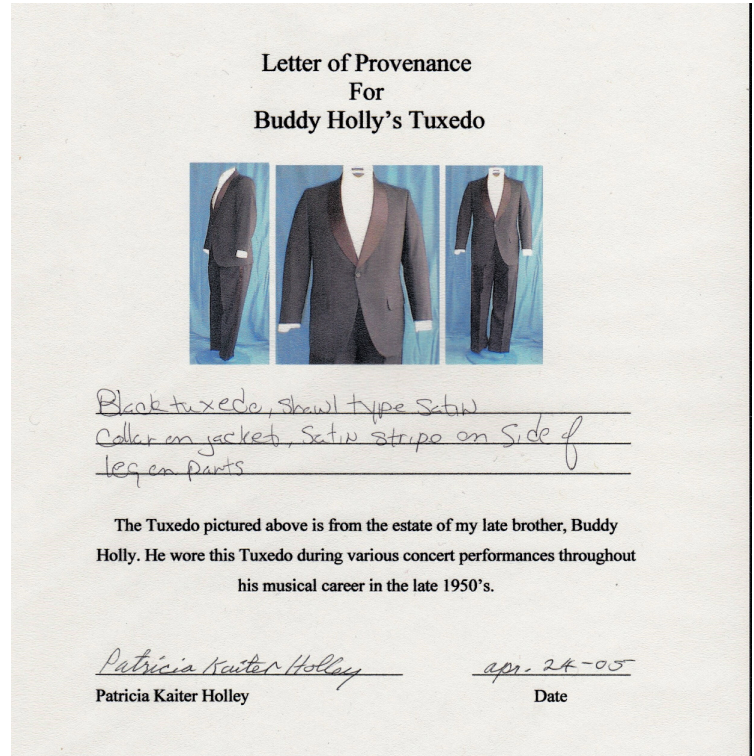 Letter of Provenance
For
Buddy Holly's Tuxedo
Black tuxedo, shawl type satin
Collar on jacket, Satin stripe on side of
leg on pants
The Tuxedo pictured above is from the estate of my late brother, Buddy
Holly. He wore this Tuxedo during various concert performances throughout
his musical career in the late 1950's.
Patricia Kaiter Holley apr. 24-05
Patricia Kaiter Holley Date